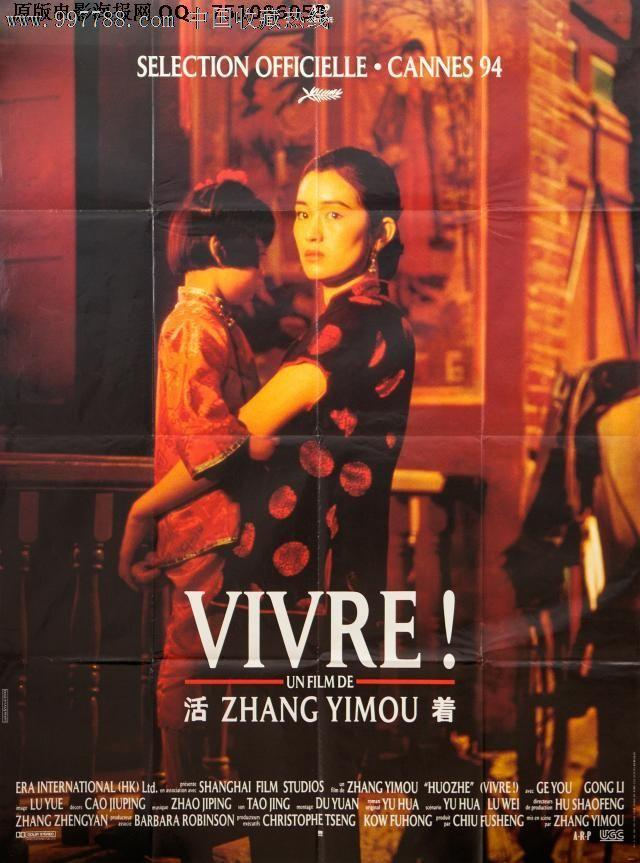 原版电影海报网 QQ:
www.997788.com 中国收藏热线
SELECTION OFFICIELLE • CANNES 94
VIVRE !
UN FILM DE
活 ZHANG YIMOU 着
ERA INTERNATIONAL (HK) Ltd. présente en association avec SHANGHAI FILM STUDIOS un film de ZHANG YIMOU "HUOZHE" (VIVRE !) avec GE YOU GONG LI
image LU YUE décors CAO JIUPING musique ZHAO JIPING son TAO JING montage DU YUAN roman original YU HUA scénario YU HUA LU WEI directeurs de production HU SHAOFENG
ZHANG ZHENGYAN producteur associé BARBARA ROBINSON producteurs exécutifs CHRISTOPHE TSENG KOW FUHONG produit par CHIU FUSHENG mis en scène par ZHANG YIMOU
DOLBY STEREO A·R·P UGC